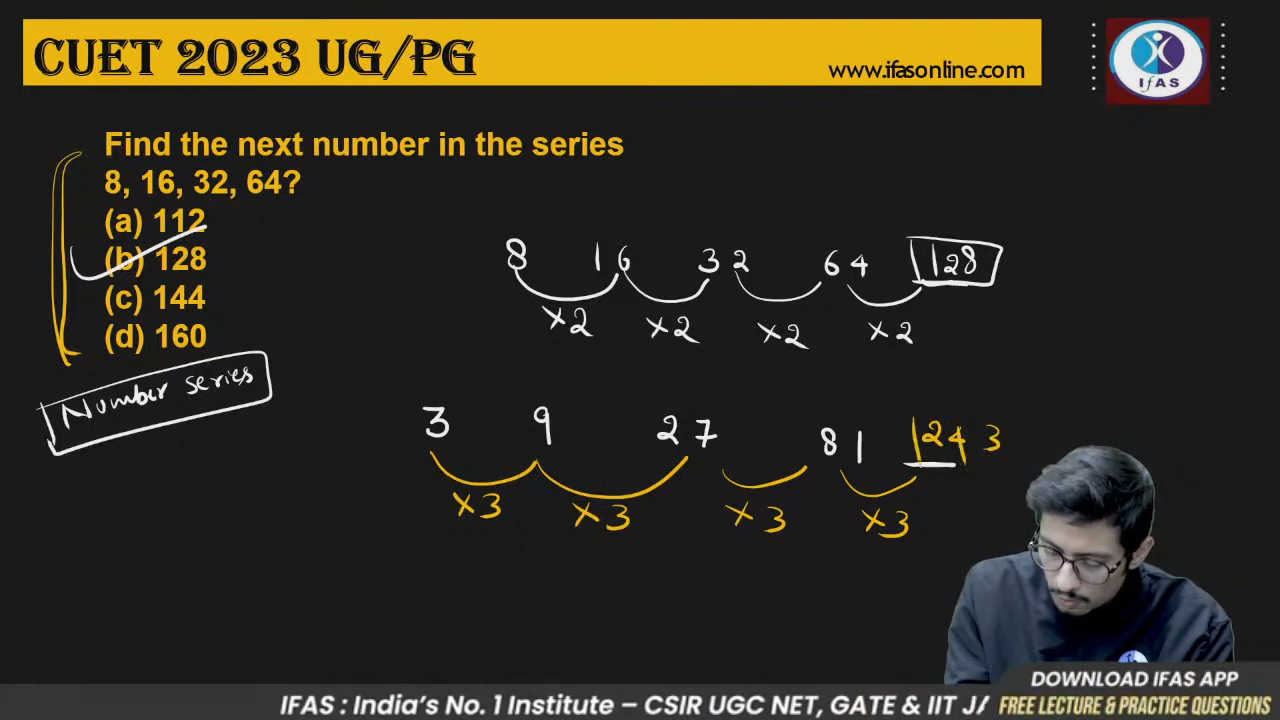 CUET 2023 UG/PG
www.ifasonline.com
IfAS
Find the next number in the series
8, 16, 32, 64?
(a) 112
(b) 128
(c) 144
(d) 160
Number series
8 16 32 64 128
×2 ×2 ×2 ×2
3 9 27 81 243
×3 ×3 ×3 ×3
DOWNLOAD IFAS APP
IFAS : India's No. 1 Institute – CSIR UGC NET, GATE & IIT J/
FREE LECTURE & PRACTICE QUESTIONS